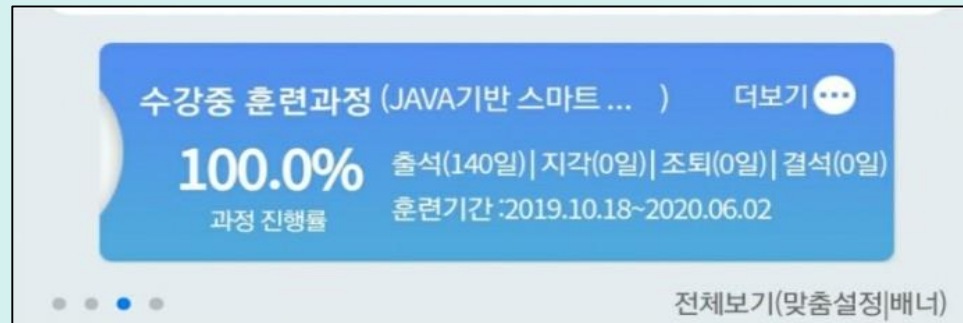 수강중 훈련과정 (JAVA기반 스마트 ... ) 더보기
100.0% 출석(140일)| 지각(0일)| 조퇴(0일)| 결석(0일)
과정 진행률 훈련기간 :2019.10.18~2020.06.02
전체보기(맞춤설정|배너)